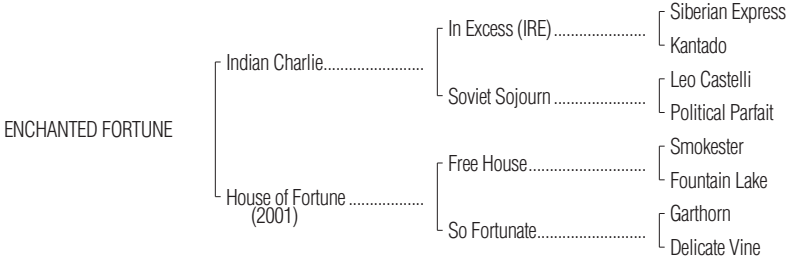 Siberian Express
In Excess (IRE)......................
Kantado
Indian Charlie........................
Leo Castelli
Soviet Sojourn ......................
Political Parfait
ENCHANTED FORTUNE
Smokester
Free House............................
Fountain Lake
House of Fortune ..................
(2001)
Garthorn
So Fortunate..........................
Delicate Vine